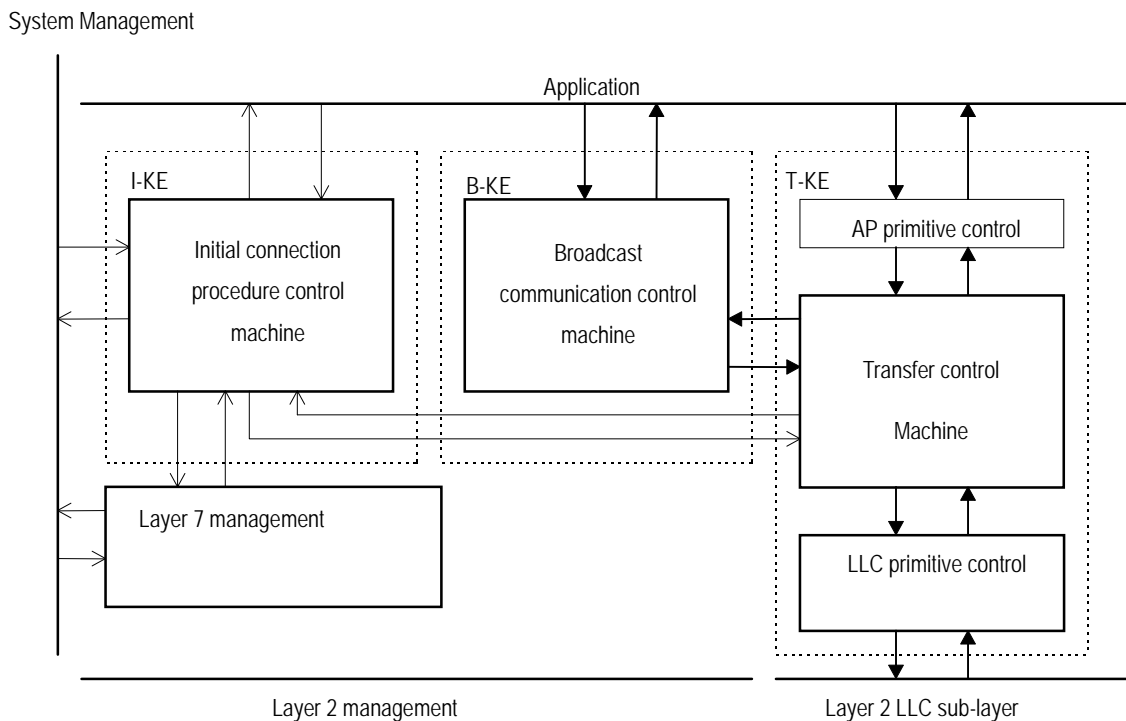 System Management
Application
I-KE
B-KE
T-KE
AP primitive control
Initial connection
procedure control
machine
Broadcast
communication control
machine
Transfer control
Machine
Layer 7 management
LLC primitive control
Layer 2 management
Layer 2 LLC sub-layer